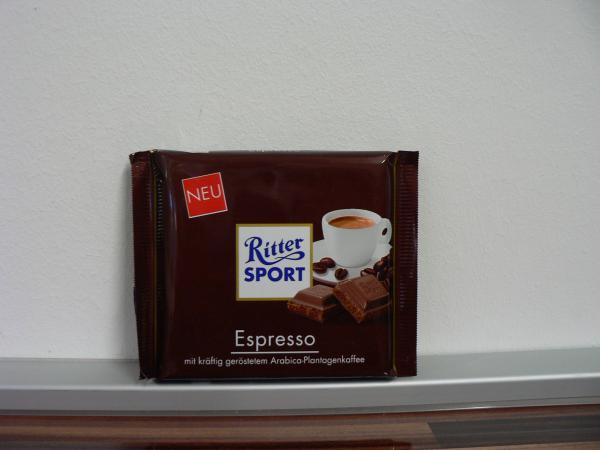 NEU
Ritter
SPORT
Espresso
mit kräftig geröstetem Arabica-Plantagenkaffee